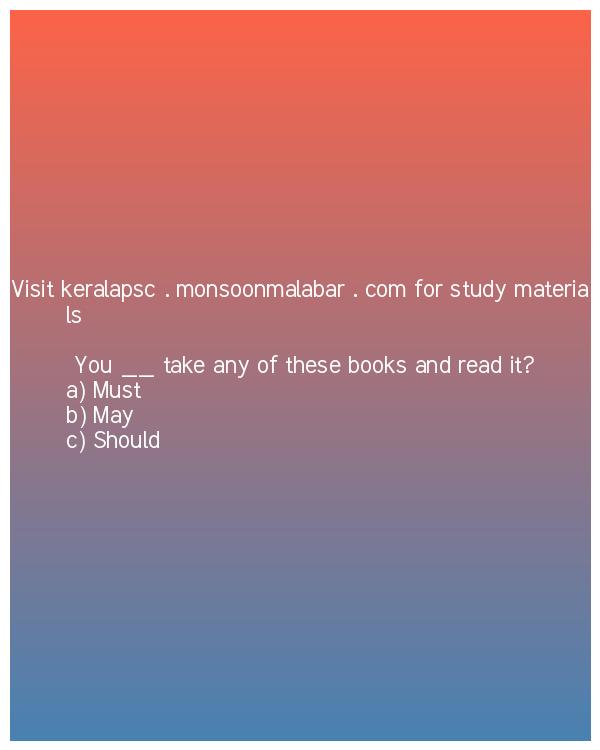 Visit keralapsc . monsoonmalabar . com for study materia
ls
You __ take any of these books and read it?
a) Must
b) May
c) Should